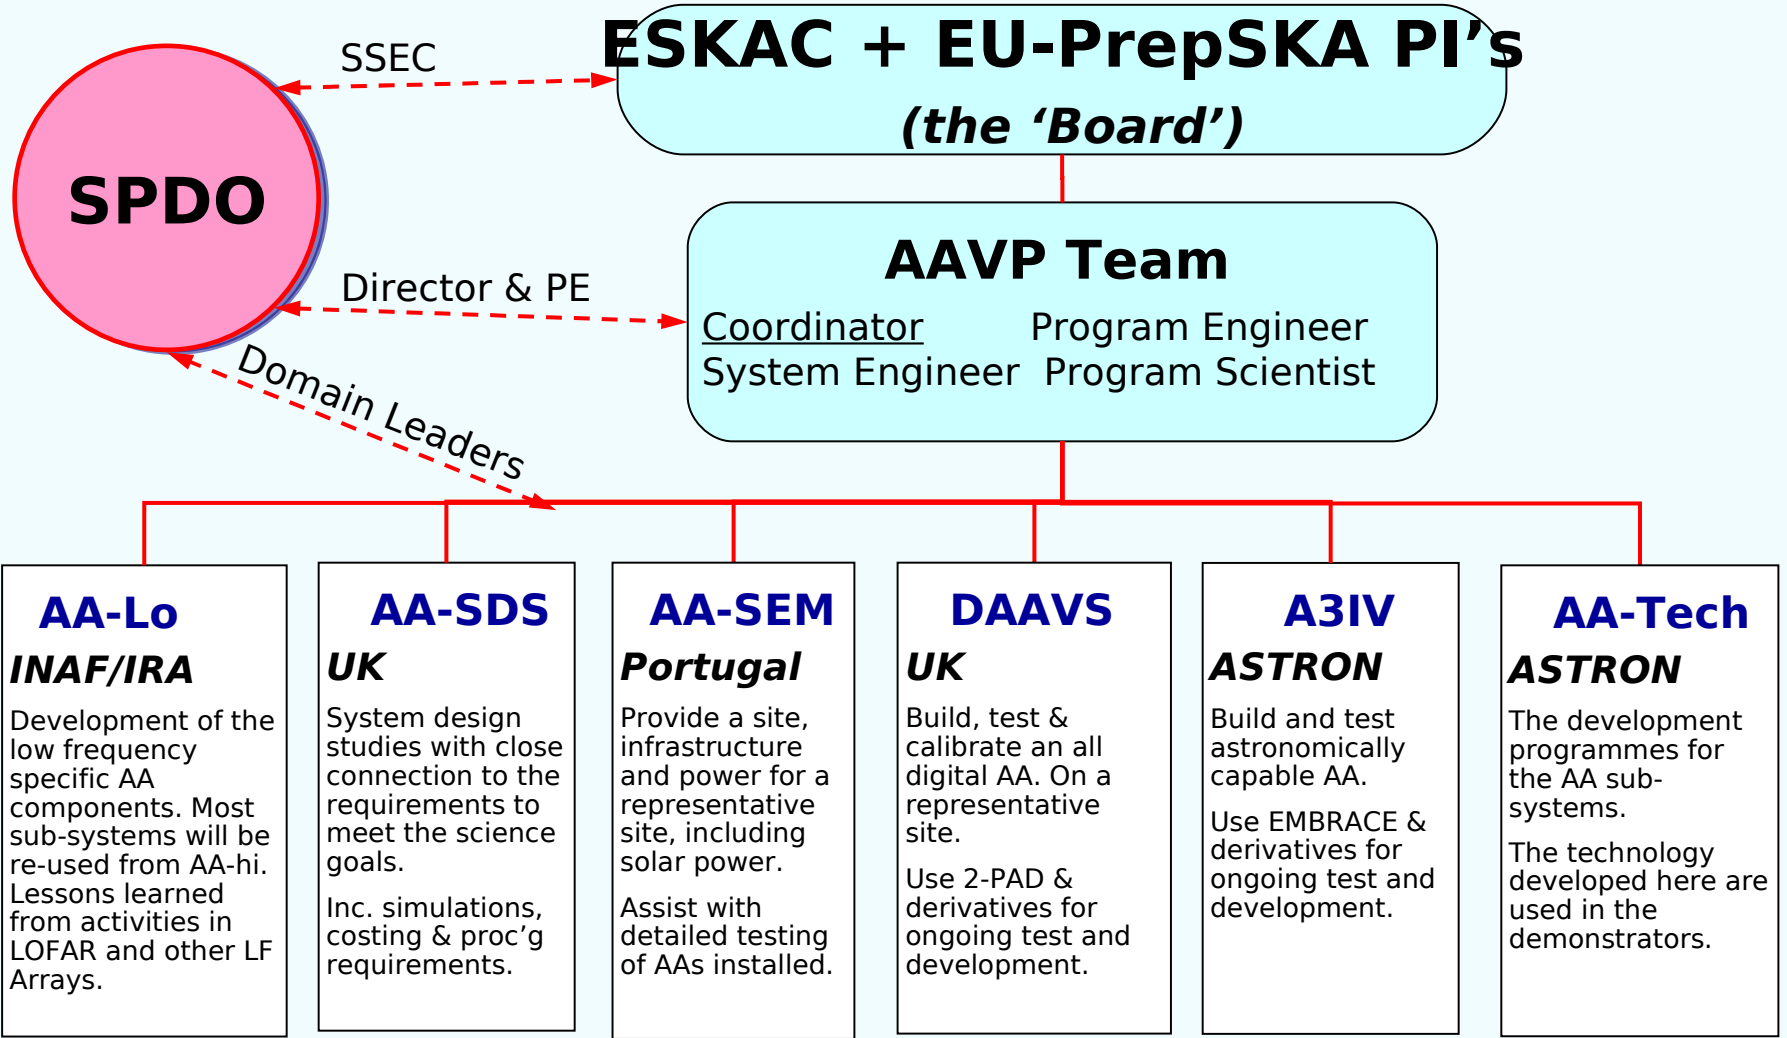 SSEC
ESKAC + EU-PrepSKA PI’s
(the ‘Board’)
SPDO
AAVP Team
Director & PE
Coordinator Program Engineer
System Engineer Program Scientist
Domain Leaders
AA-Lo
INAF/IRA
Development of the
low frequency
specific AA
components. Most
sub-systems will be
re-used from AA-hi.
Lessons learned
from activities in
LOFAR and other LF
Arrays.
AA-SDS
UK
System design
studies with close
connection to the
requirements to
meet the science
goals.
Inc. simulations,
costing & proc’g
requirements.
AA-SEM
Portugal
Provide a site,
infrastructure
and power for a
representative
site, including
solar power.
Assist with
detailed testing
of AAs installed.
DAAVS
UK
Build, test &
calibrate an all
digital AA. On a
representative
site.
Use 2-PAD &
derivatives for
ongoing test and
development.
A3IV
ASTRON
Build and test
astronomically
capable AA.
Use EMBRACE &
derivatives for
ongoing test and
development.
AA-Tech
ASTRON
The development
programmes for
the AA sub-
systems.
The technology
developed here are
used in the
demonstrators.